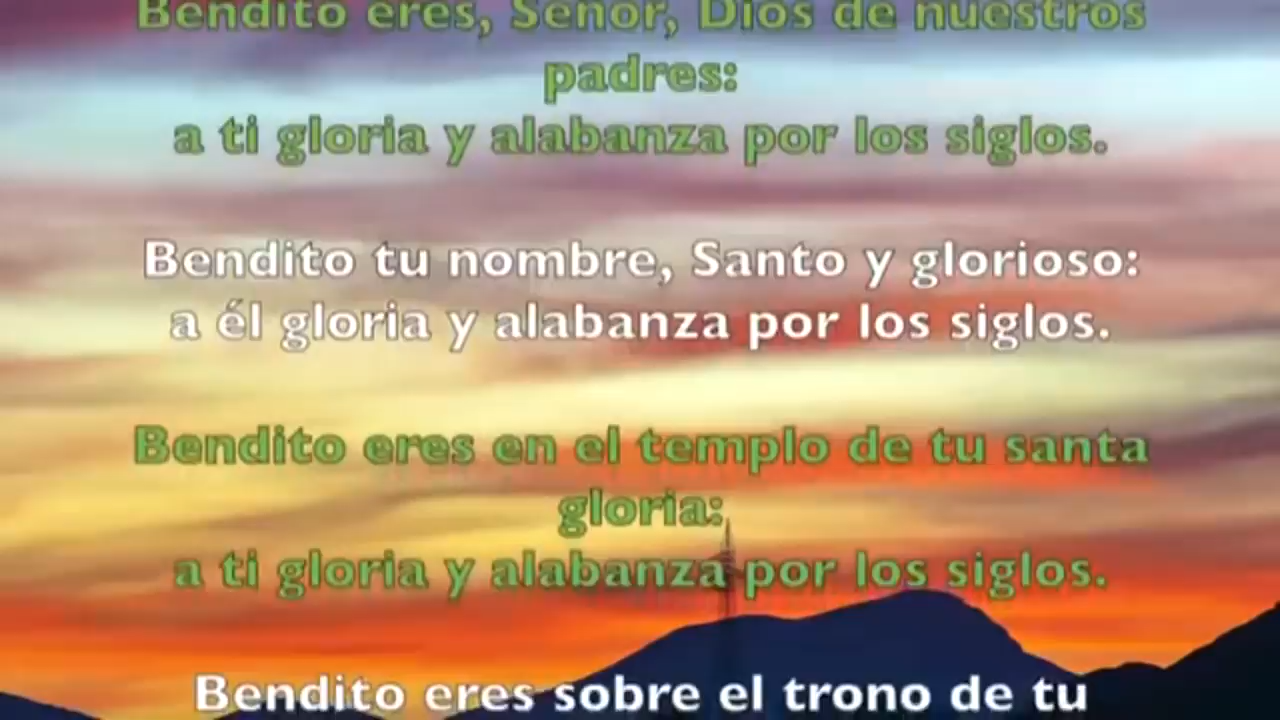 Bendito eres, Señor, Dios de nuestros
padres:
a ti gloria y alabanza por los siglos.
Bendito tu nombre, Santo y glorioso:
a él gloria y alabanza por los siglos.
Bendito eres en el templo de tu santa
gloria:
a ti gloria y alabanza por los siglos.
Bendito eres sobre el trono de tu